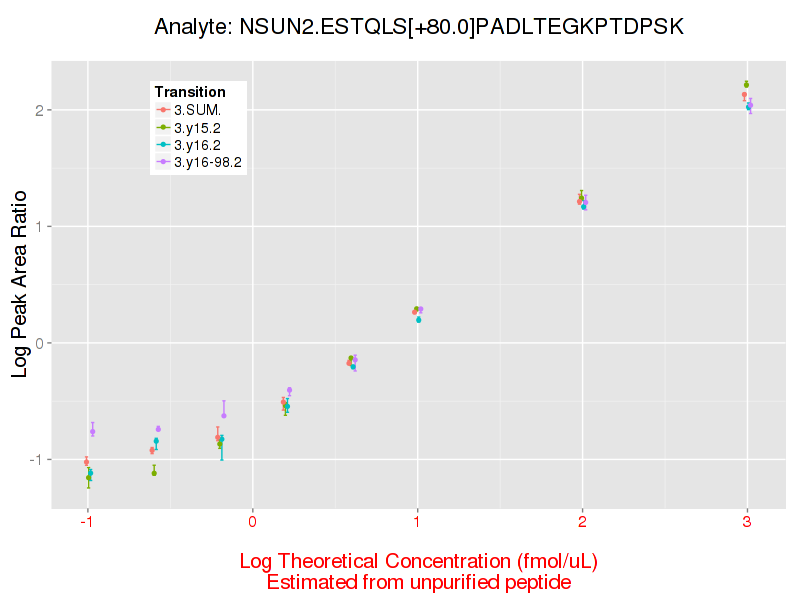 Analyte: NSUN2.ESTQLS[+80.0]PADLTEGKPTDPSK
Transition
3.SUM.
3.y15.2
3.y16.2
3.y16-98.2
Log Peak Area Ratio
2
1
0
-1
-1 0 1 2 3
Log Theoretical Concentration (fmol/uL)
Estimated from unpurified peptide